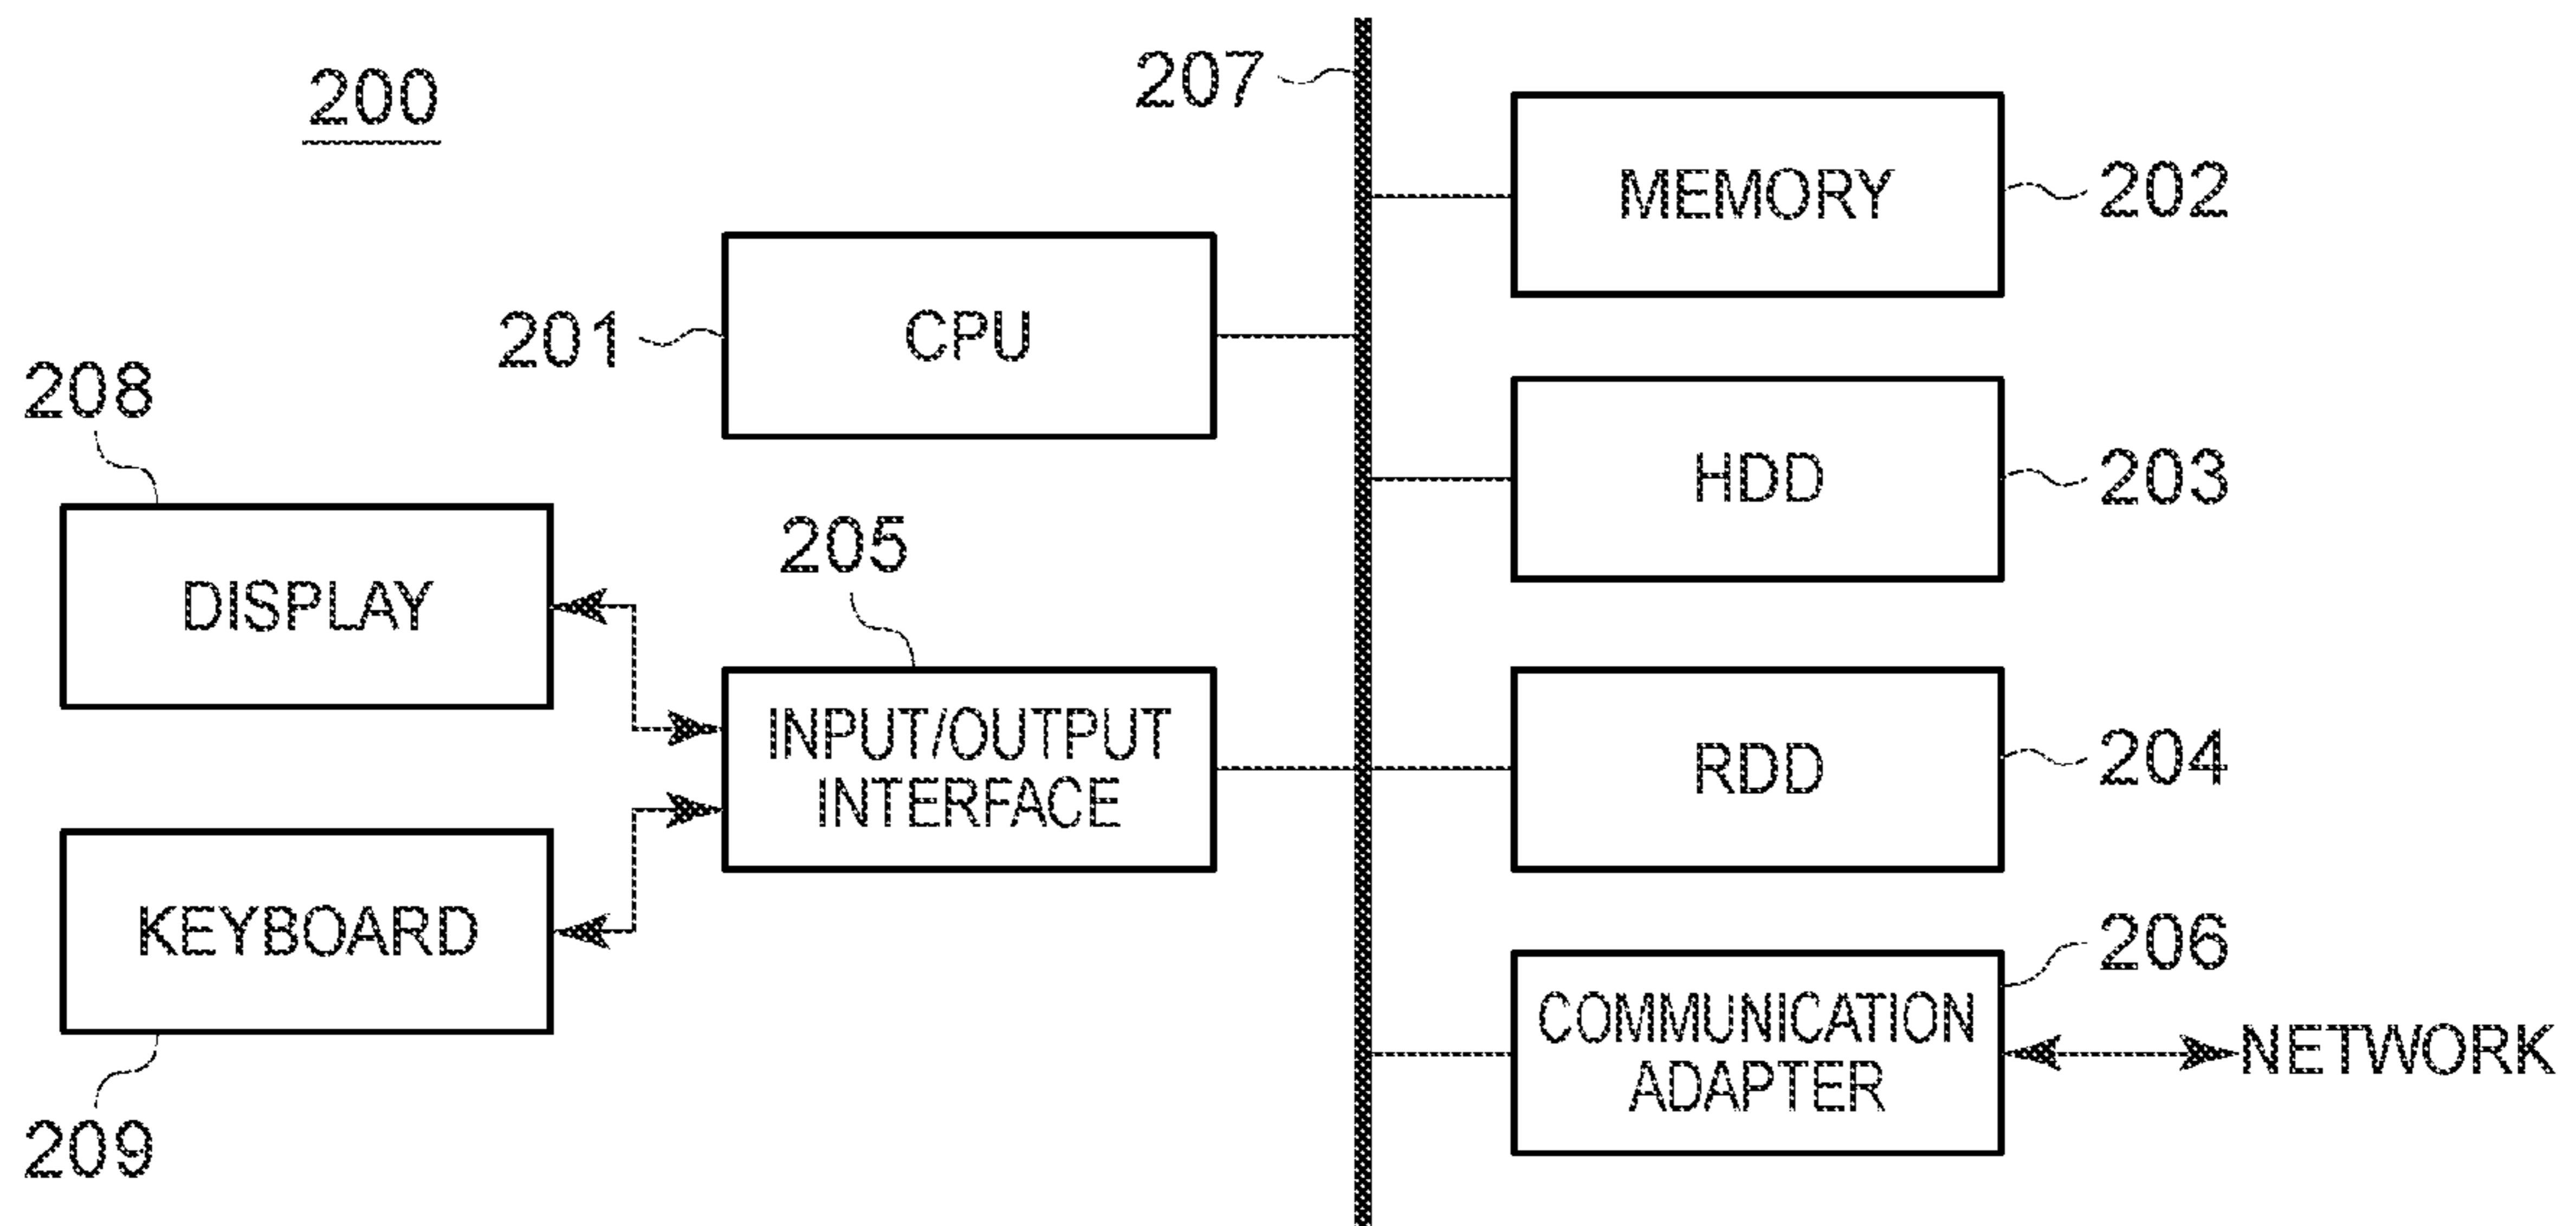 200
207
MEMORY
202
CPU
201
208
HDD
203
205
DISPLAY
INPUT/OUTPUT
INTERFACE
RDD
204
KEYBOARD
206
COMMUNICATION
ADAPTER
NETWORK
209